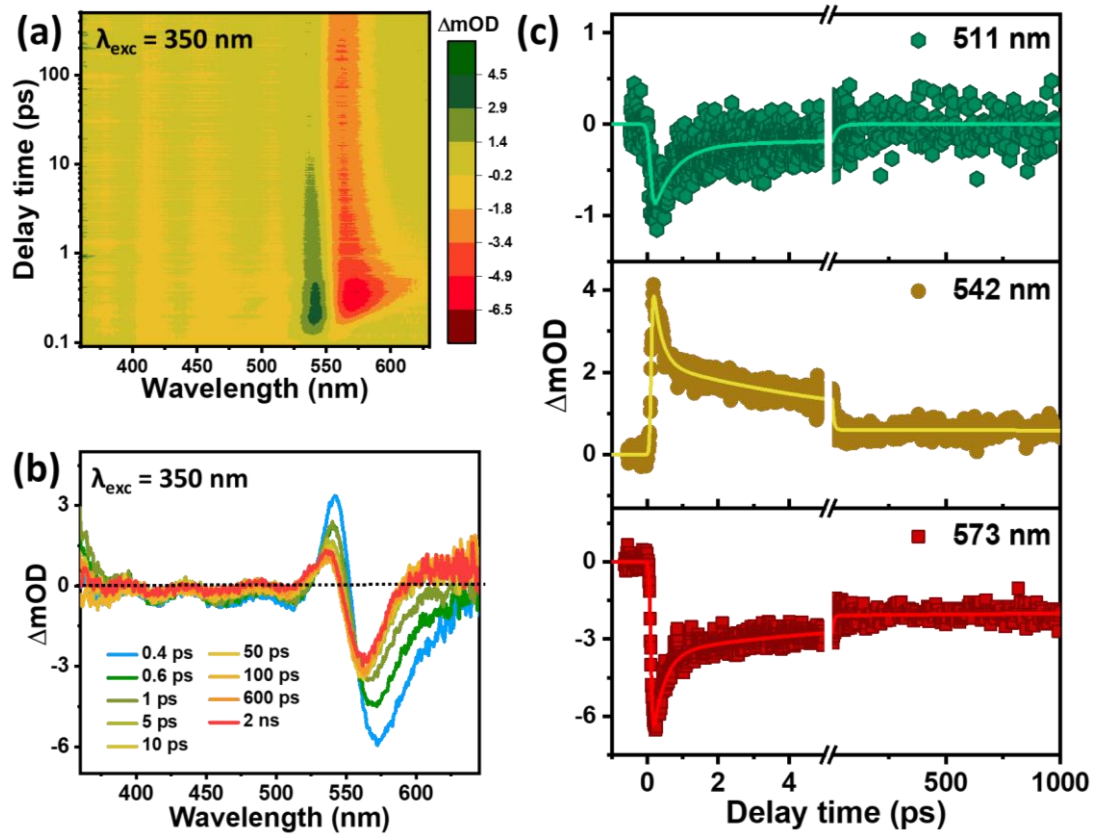 (a)
λexc = 350 nm
ΔmOD
4.5
2.9
1.4
-0.2
-1.8
-3.4
-4.9
-6.5
Delay time (ps)
100
10
1
0.1
400 450 500 550 600
Wavelength (nm)
(b)
λexc = 350 nm
ΔmOD
3
0
-3
-6
0.4 ps
0.6 ps
1 ps
5 ps
10 ps
50 ps
100 ps
600 ps
2 ns
400 450 500 550 600
Wavelength (nm)
(c)
511 nm
1
0
-1
542 nm
4
2
0
ΔmOD
573 nm
0
-3
-6
0 2 4 500 1000
Delay time (ps)